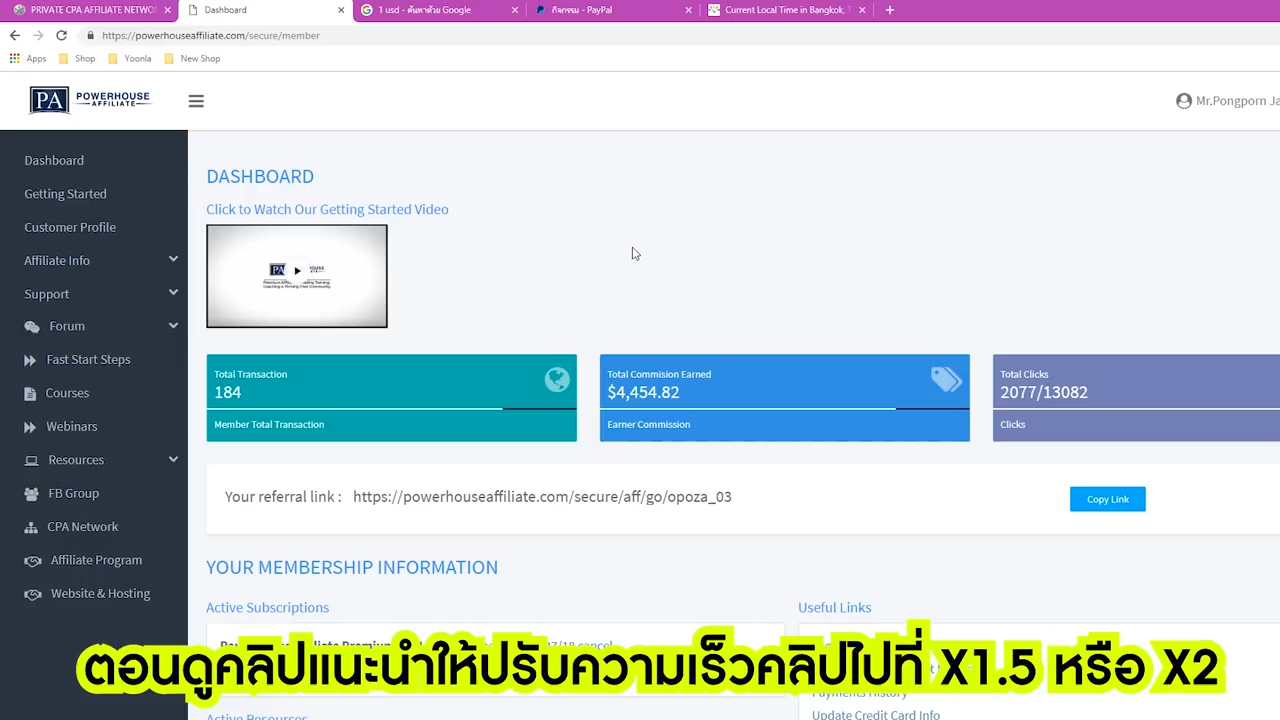 PRIVATE CPA AFFILIATE NETWOR
Dashboard
1 usd - ค้นหาด้วย Google
กิจกรรม - PayPal
Current Local Time in Bangkok, T
https://powerhouseaffiliate.com/secure/member
Apps
Shop
Yoonla
New Shop
PA POWERHOUSE
AFFILIATE
Mr.Pongporn Ja
Dashboard
Getting Started
Customer Profile
Affiliate Info
Support
Forum
Fast Start Steps
Courses
Webinars
Resources
FB Group
CPA Network
Affiliate Program
Website & Hosting
DASHBOARD
Click to Watch Our Getting Started Video
PA
Total Transaction
184
Member Total Transaction
Total Commision Earned
$4,454.82
Earner Commission
Total Clicks
2077/13082
Clicks
Your referral link : https://powerhouseaffiliate.com/secure/aff/go/opoza_03
Copy Link
YOUR MEMBERSHIP INFORMATION
Active Subscriptions
Useful Links
ตอนดูคลิปแนะนำให้ปรับความเร็วคลิปไปที่ X1.5 หรือ X2
Payments History
Update Credit Card Info
Active Resources